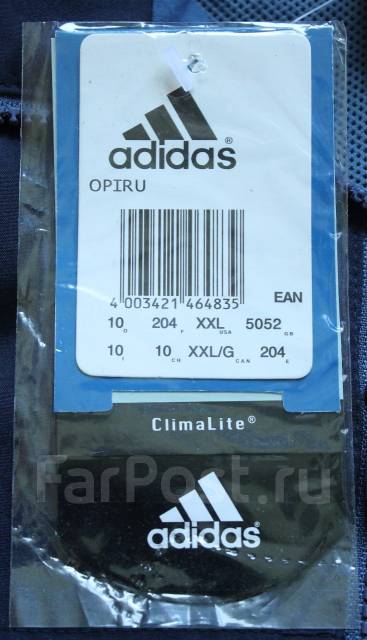 adidas®
OPIRU
4 003421 464835
EAN
10 D 204 F XXL USA 5052 GB
10 I 10 CH XXL/G CAN 204 E
ClimaLite®
FarPost.ru
adidas®